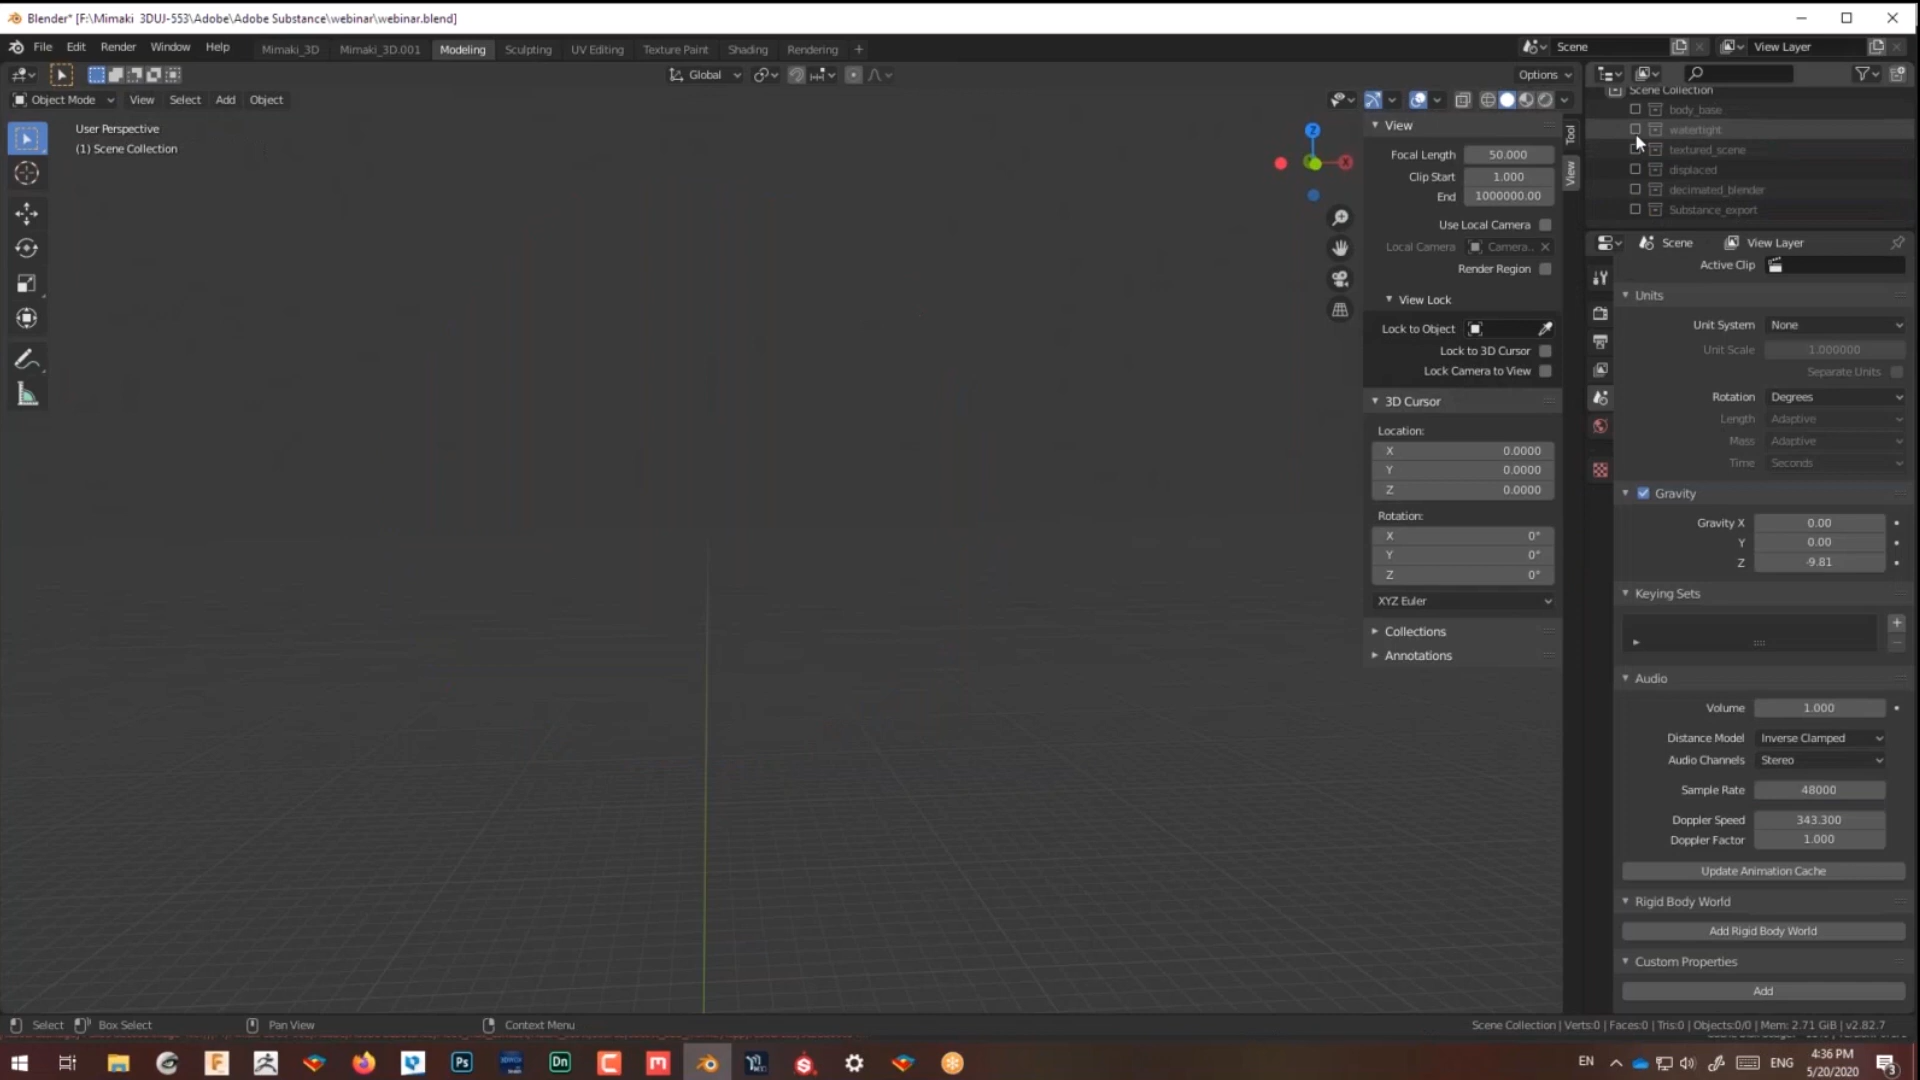 Blender* [F:\Mimaki 3DUJ-553\Adobe\Adobe Substance\webinar\webinar.blend]
File Edit Render Window Help Mimaki_3D Mimaki_3D.001 Modeling Sculpting UV Editing Texture Paint Shading Rendering + Scene View Layer
Global Options
Object Mode View Select Add Object
User Perspective
(1) Scene Collection
Z
View
Focal Length 50.000
Clip Start 1.000
End 1000000.00
Use Local Camera
Local Camera Camera..
Render Region
View Lock
Lock to Object
Lock to 3D Cursor
Lock Camera to View
3D Cursor
Location:
X 0.0000
Y 0.0000
Z 0.0000
Rotation:
X 0°
Y 0°
Z 0°
XYZ Euler
Collections
Annotations
Tool
View
Scene Collection
body_base
watertight
textured_scene
displaced
decimated_blender
Substance_export
Scene View Layer
Active Clip
Units
Unit System None
Unit Scale 1.000000
Separate Units
Rotation Degrees
Length Adaptive
Mass Adaptive
Time Seconds
Gravity
Gravity X 0.00
Y 0.00
Z -9.81
Keying Sets
Audio
Volume 1.000
Distance Model Inverse Clamped
Audio Channels Stereo
Sample Rate 48000
Doppler Speed 343.300
Doppler Factor 1.000
Update Animation Cache
Rigid Body World
Add Rigid Body World
Custom Properties
Add
Select Box Select Pan View Context Menu Scene Collection | Verts:0 | Faces:0 | Tris:0 | Objects:0/0 | Mem: 2.71 GiB | v2.82.7
Ps Dn EN ENG 4:36 PM
5/20/2020
3